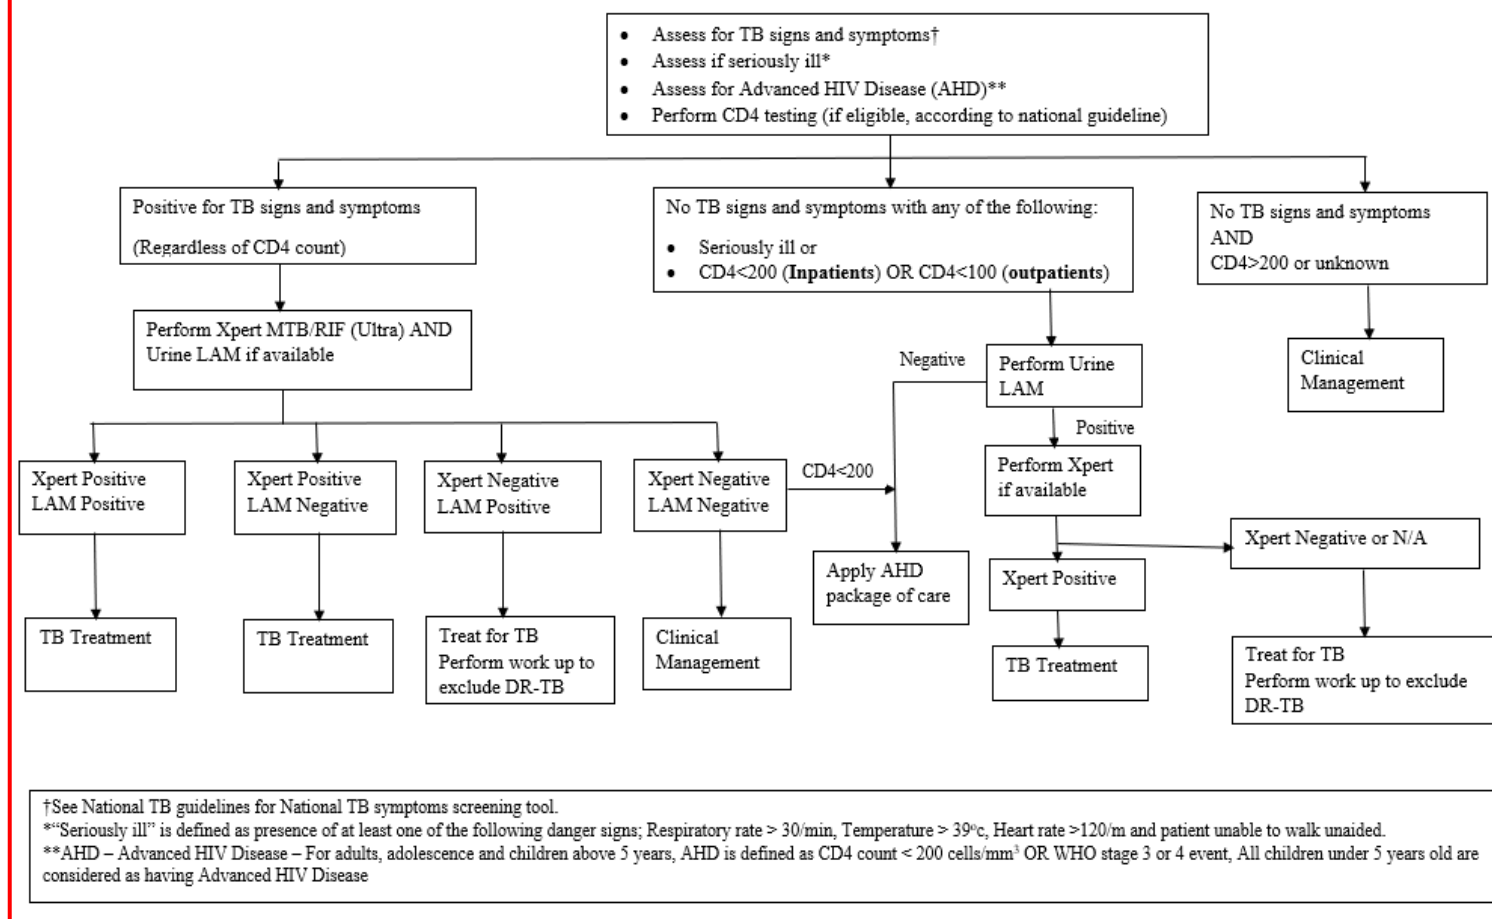 • Assess for TB signs and symptoms†
• Assess if seriously ill*
• Assess for Advanced HIV Disease (AHD)**
• Perform CD4 testing (if eligible, according to national guideline)
Positive for TB signs and symptoms
(Regardless of CD4 count)
No TB signs and symptoms with any of the following:
• Seriously ill or
• CD4<200 (Inpatients) OR CD4<100 (outpatients)
No TB signs and symptoms
AND
CD4>200 or unknown
Perform Xpert MTB/RIF (Ultra) AND
Urine LAM if available
Negative
Perform Urine
LAM
Clinical
Management
Positive
Xpert Positive
LAM Positive
Xpert Positive
LAM Negative
Xpert Negative
LAM Positive
Xpert Negative
LAM Negative
CD4<200
Perform Xpert
if available
Xpert Negative or N/A
Apply AHD
package of care
Xpert Positive
TB Treatment
TB Treatment
Treat for TB
Perform work up to
exclude DR-TB
Clinical
Management
TB Treatment
Treat for TB
Perform work up to exclude
DR-TB
†See National TB guidelines for National TB symptoms screening tool.
*“Seriously ill” is defined as presence of at least one of the following danger signs; Respiratory rate > 30/min, Temperature > 39°c, Heart rate >120/m and patient unable to walk unaided.
**AHD – Advanced HIV Disease – For adults, adolescence and children above 5 years, AHD is defined as CD4 count < 200 cells/mm³ OR WHO stage 3 or 4 event, All children under 5 years old are
considered as having Advanced HIV Disease